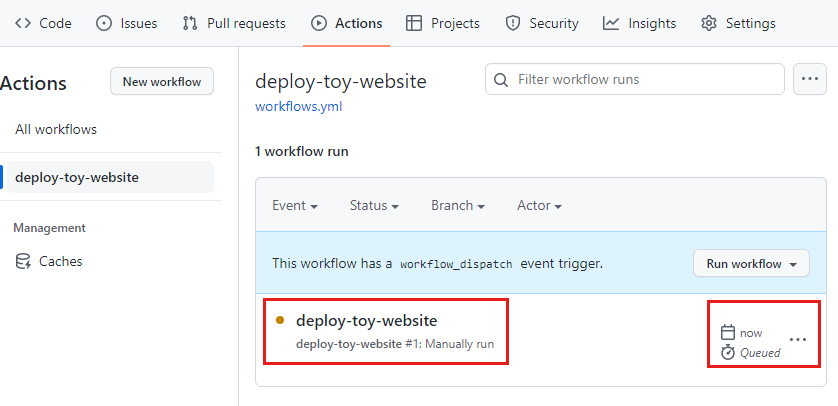 Code Issues Pull requests Actions Projects Security Insights Settings
Actions
New workflow
All workflows
deploy-toy-website
Management
Caches
deploy-toy-website
Filter workflow runs
workflows.yml
1 workflow run
Event Status Branch Actor
This workflow has a workflow_dispatch event trigger.
Run workflow
deploy-toy-website
deploy-toy-website #1: Manually run
now
Queued